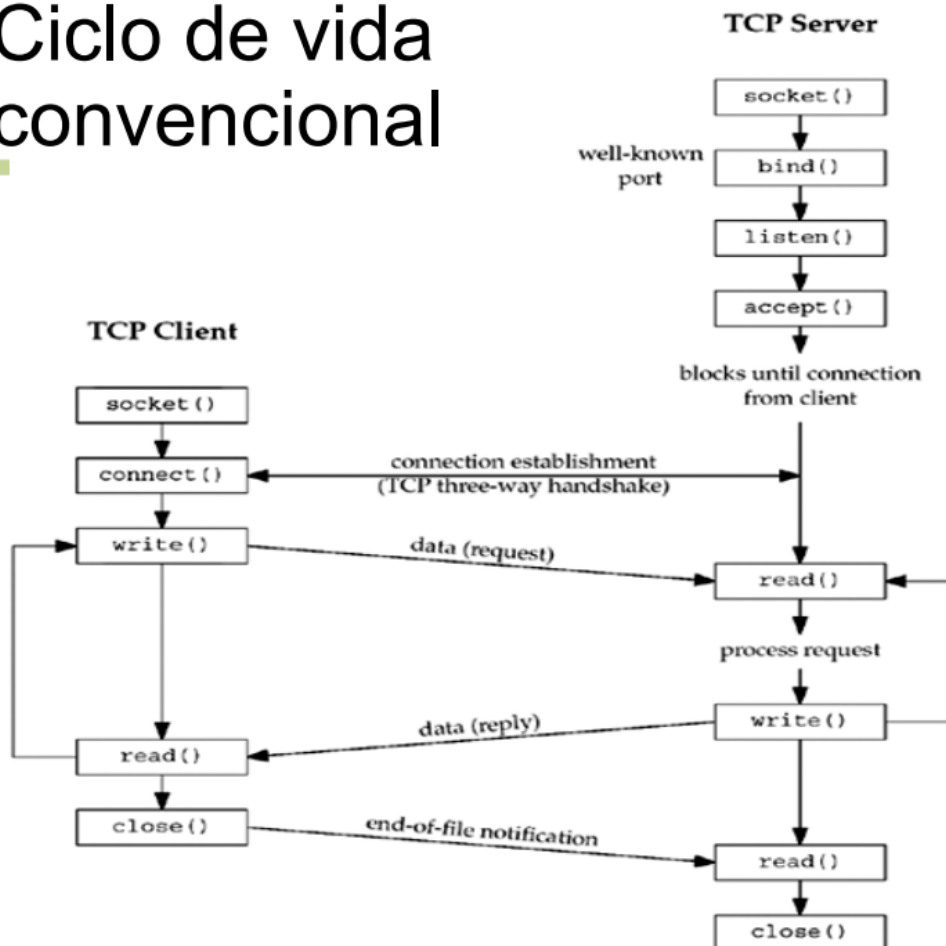 Ciclo de vida
convencional
TCP Server
socket()
well-known
port
bind()
listen()
accept()
blocks until connection
from client
TCP Client
socket()
connect()
connection establishment
(TCP three-way handshake)
write()
data (request)
read()
process request
write()
data (reply)
read()
close()
end-of-file notification
read()
close()